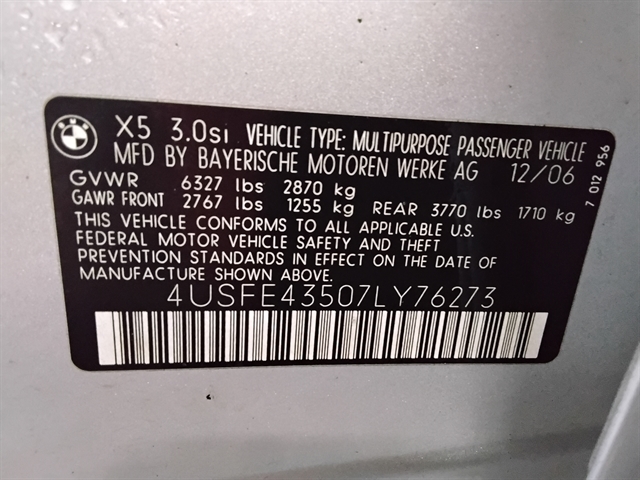 BMW
X5 3.0si VEHICLE TYPE: MULTIPURPOSE PASSENGER VEHICLE
MFD BY BAYERISCHE MOTOREN WERKE AG 12/06
GVWR 6327 lbs 2870 kg
GAWR FRONT 2767 lbs 1255 kg REAR 3770 lbs 1710 kg
THIS VEHICLE CONFORMS TO ALL APPLICABLE U.S.
FEDERAL MOTOR VEHICLE SAFETY AND THEFT
PREVENTION STANDARDS IN EFFECT ON THE DATE OF
MANUFACTURE SHOWN ABOVE.
4USFE43507LY76273
7 012 956